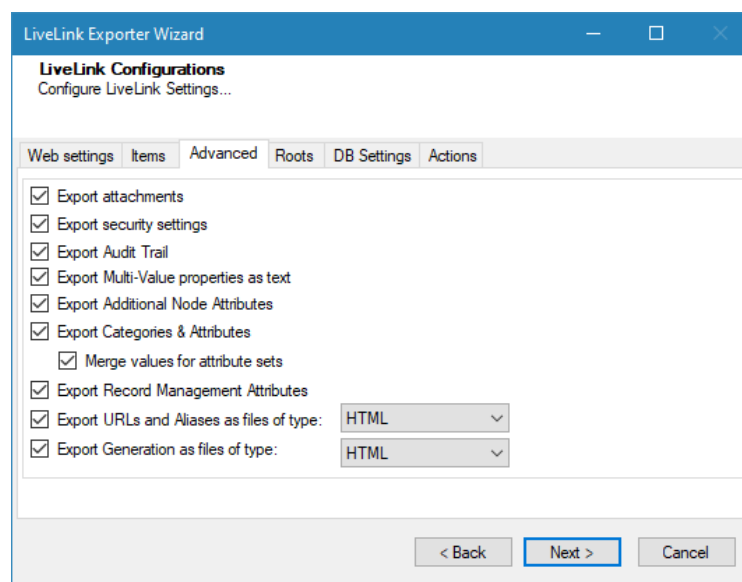 LiveLink Exporter Wizard
LiveLink Configurations
Configure LiveLink Settings...
Web settings Items Advanced Roots DB Settings Actions
Export attachments
Export security settings
Export Audit Trail
Export Multi-Value properties as text
Export Additional Node Attributes
Export Categories & Attributes
Merge values for attribute sets
Export Record Management Attributes
Export URLs and Aliases as files of type: HTML
Export Generation as files of type: HTML
< Back Next > Cancel